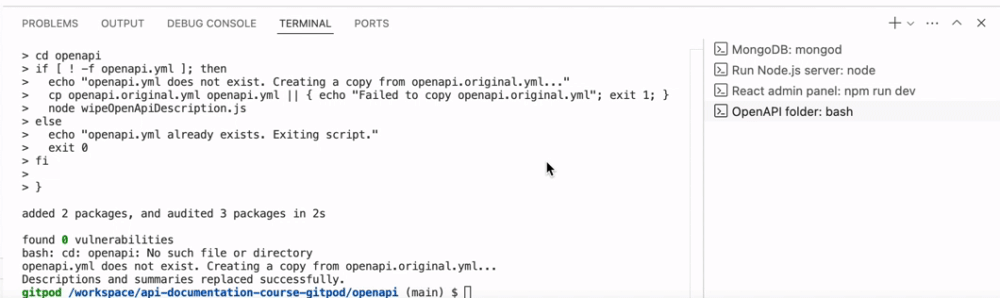 PROBLEMS OUTPUT DEBUG CONSOLE TERMINAL PORTS
> cd openapi
> if [ ! -f openapi.yml ]; then
>   echo "openapi.yml does not exist. Creating a copy from openapi.original.yml..."
>   cp openapi.original.yml openapi.yml || { echo "Failed to copy openapi.original.yml"; exit 1; }
>   node wipeOpenApiDescription.js
> else
>   echo "openapi.yml already exists. Exiting script."
>   exit 0
> fi
>
> }
added 2 packages, and audited 3 packages in 2s
found 0 vulnerabilities
bash: cd: openapi: No such file or directory
openapi.yml does not exist. Creating a copy from openapi.original.yml...
Descriptions and summaries replaced successfully.
gitpod /workspace/api-documentation-course-gitpod/openapi (main) $
MongoDB: mongod
Run Node.js server: node
React admin panel: npm run dev
OpenAPI folder: bash